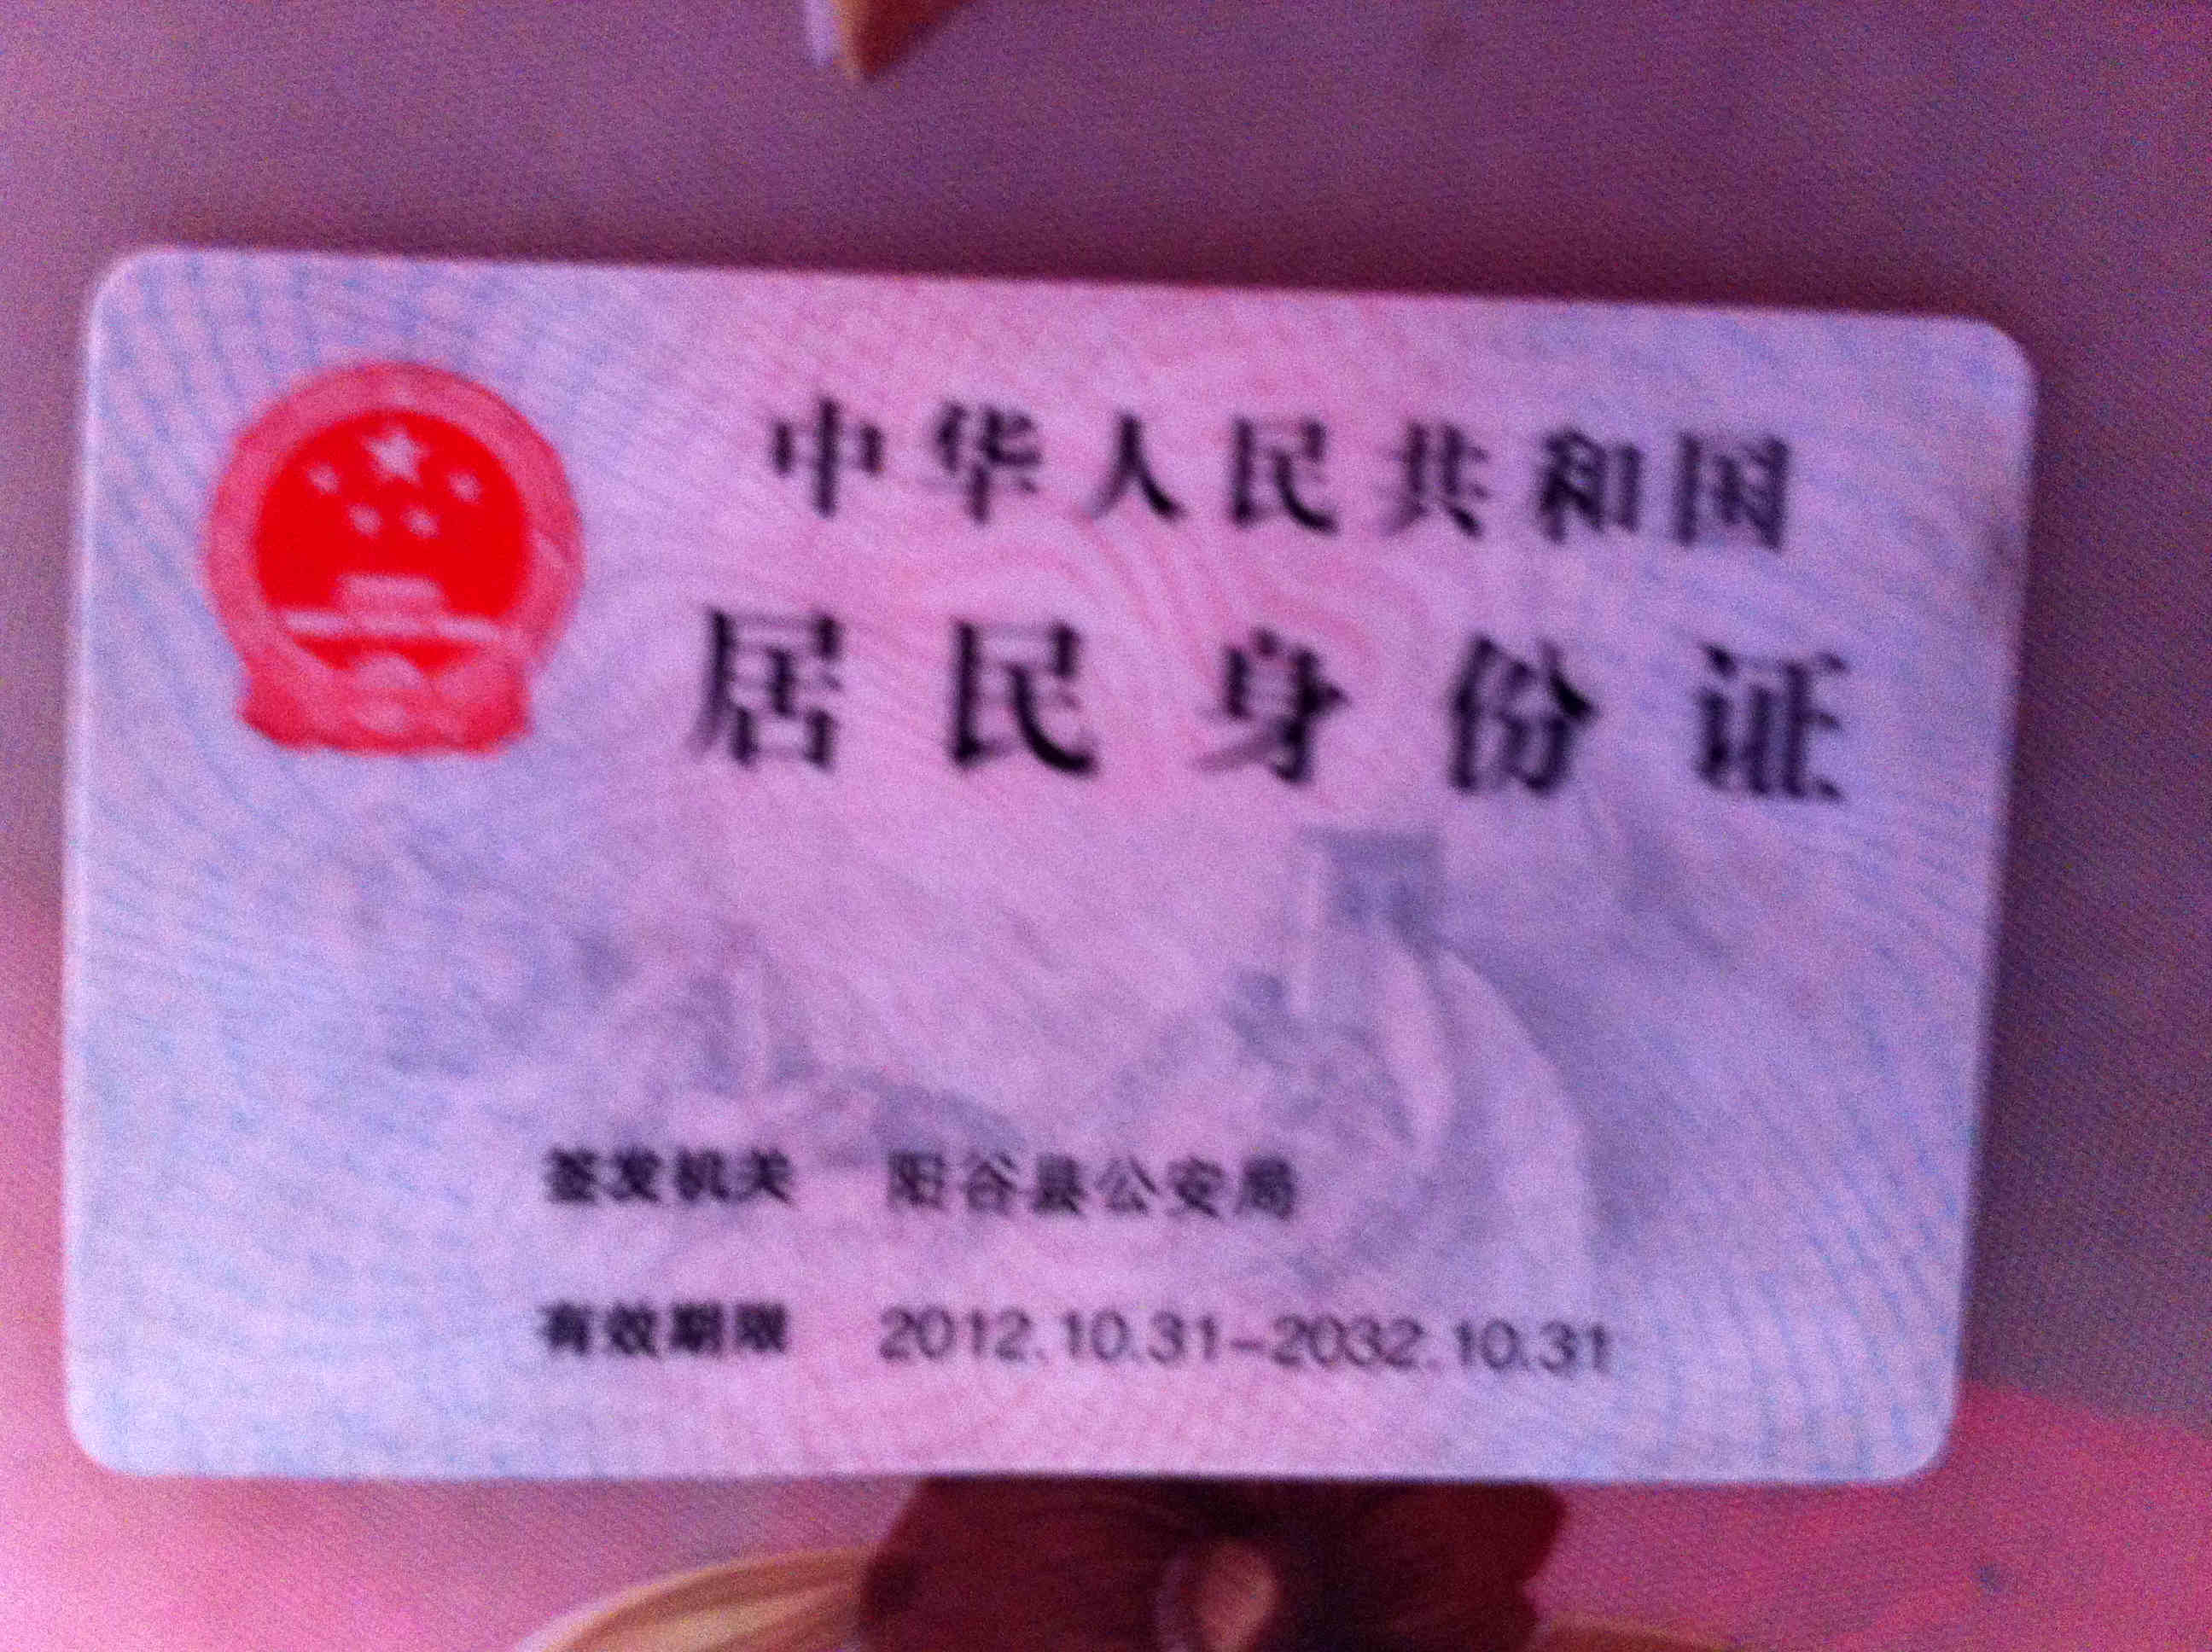 中华人民共和国
居民身份证
签发机关 阳谷县公安局
有效期限 2012.10.31-2032.10.31